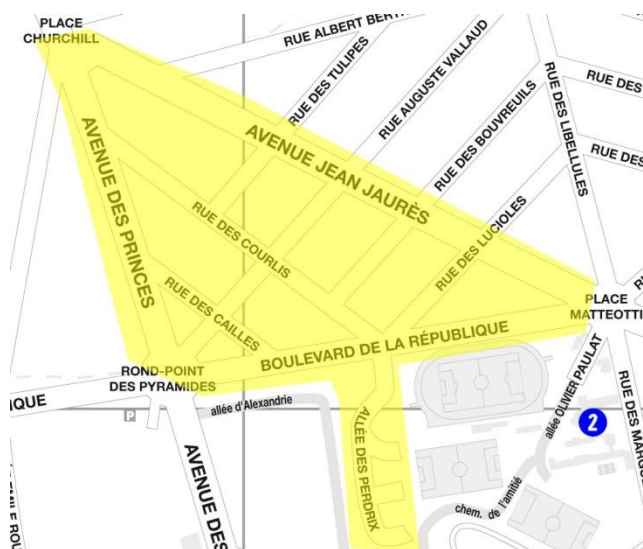 PLACE
CHURCHILL
RUE ALBERT BERTH
RUE DES TULIPES
RUE AUGUSTE VALLAUD
RUE DES BOUVREUILS
RUE DES LIBELLULES
RUE DES
RUE DES
AVENUE DES PRINCES
AVENUE JEAN JAURÈS
RUE DES COURLIS
RUE DES LUCIOLES
RUE DES CAILLES
PLACE
MATTEOTTI
BOULEVARD DE LA RÉPUBLIQUE
ROND-POINT
DES PYRAMIDES
IQUE
P
allée d'Alexandrie
ALLÉE DES PERDRIX
allée OLIVIER PAULAT
2
RUE DES MARG
AVENUE DES
chem. de l'amitié